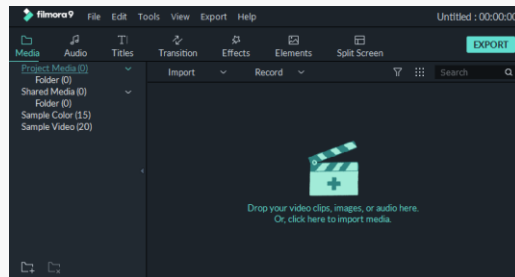 filmora9 File Edit Tools View Export Help Untitled : 00:00:00
Media Audio Titles Transition Effects Elements Split Screen EXPORT
Project Media (0) Import Record Search
Folder (0)
Shared Media (0)
Folder (0)
Sample Color (15)
Sample Video (20)
Drop your video clips, images, or audio here.
Or, click here to import media.